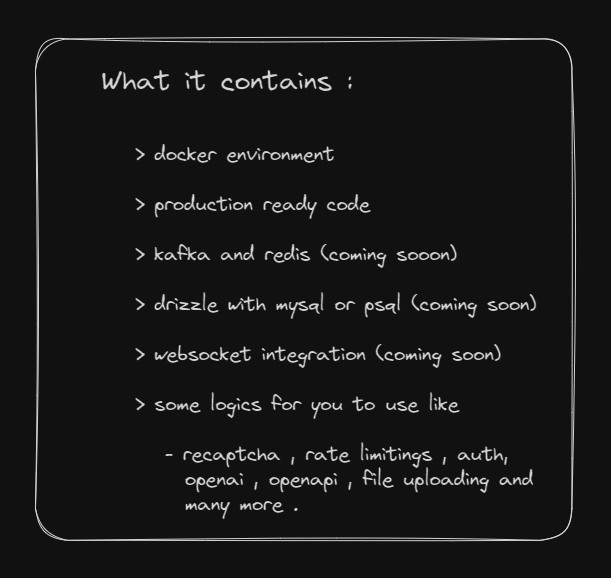 What it contains :
> docker environment
> production ready code
> kafka and redis (coming sooon)
> drizzle with mysql or psql (coming soon)
> websocket integration (coming soon)
> some logics for you to use like
- recaptcha , rate limitings , auth,
openai , openapi , file uploading and
many more .